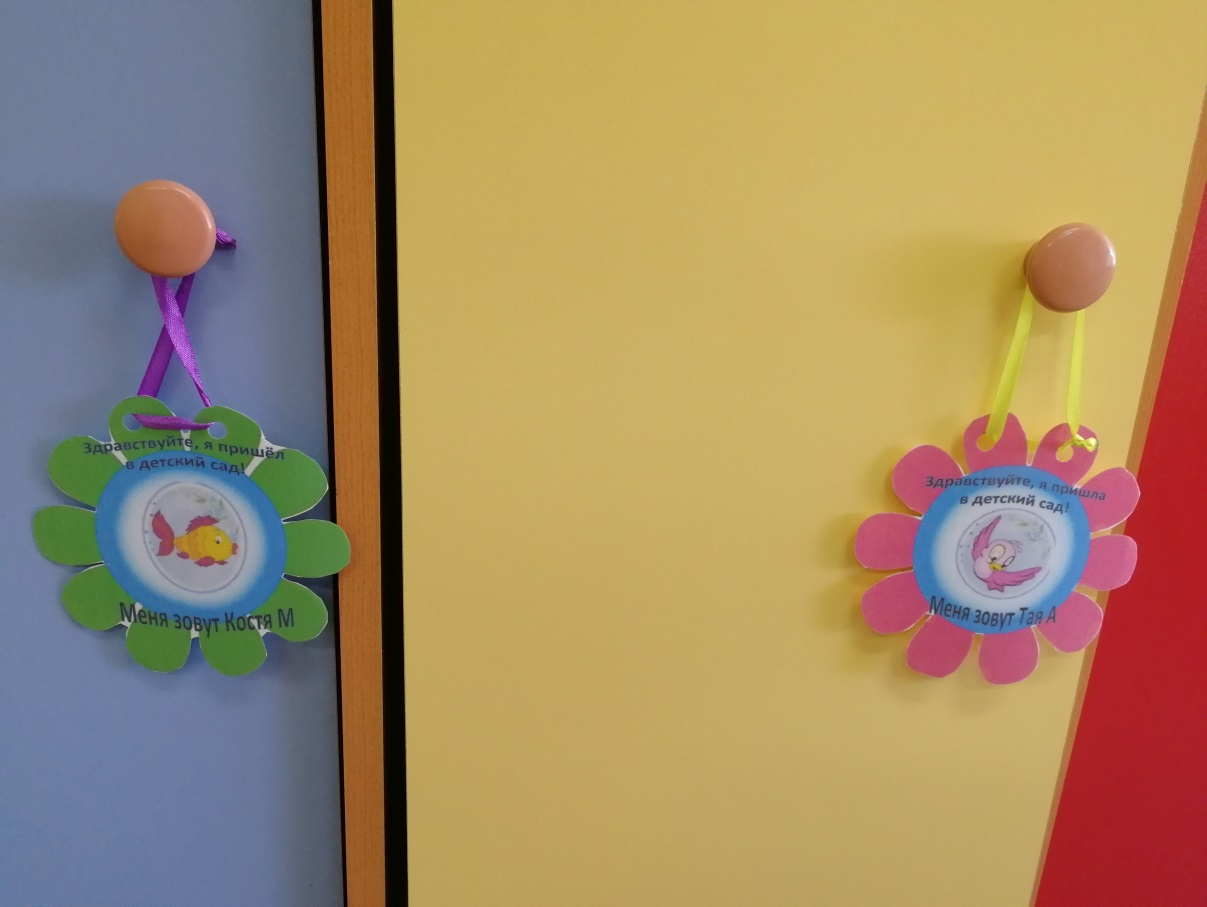 Здравствуйте, я пришёл
в детский сад!
Меня зовут Костя М
Здравствуйте, я пришла
в детский сад!
Меня зовут Тая А